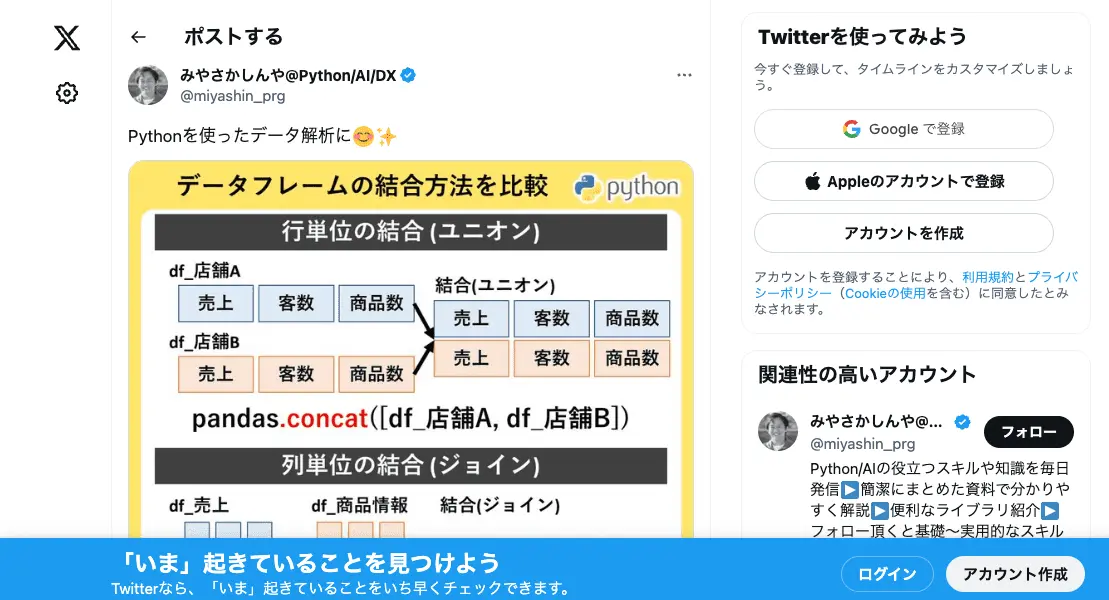 ポストする
みやさかしんや@Python/AI/DX
@miyashin_prg
Pythonを使ったデータ解析に😊✨
データフレームの結合方法を比較
python
行単位の結合 (ユニオン)
df_店舗A
売上 客数 商品数
df_店舗B
売上 客数 商品数
結合(ユニオン)
売上 客数 商品数
売上 客数 商品数
pandas.concat([df_店舗A, df_店舗B])
列単位の結合 (ジョイン)
df_売上 df_商品情報 結合(ジョイン)
Twitterを使ってみよう
今すぐ登録して、タイムラインをカスタマイズしましょ
う。
Google で登録
Appleのアカウントで登録
アカウントを作成
アカウントを登録することにより、利用規約とプライバ
シーポリシー（Cookieの使用を含む）に同意したとみ
なされます。
関連性の高いアカウント
みやさかしんや@...
@miyashin_prg
フォロー
Python/AIの役立つスキルや知識を毎日
発信▶️簡潔にまとめた資料で分かりや
すく解説▶️便利なライブラリ紹介▶️
フォロー頂くと基礎〜実用的なスキル
「いま」起きていることを見つけよう
Twitterなら、「いま」起きていることをいち早くチェックできます。
ログイン
アカウント作成